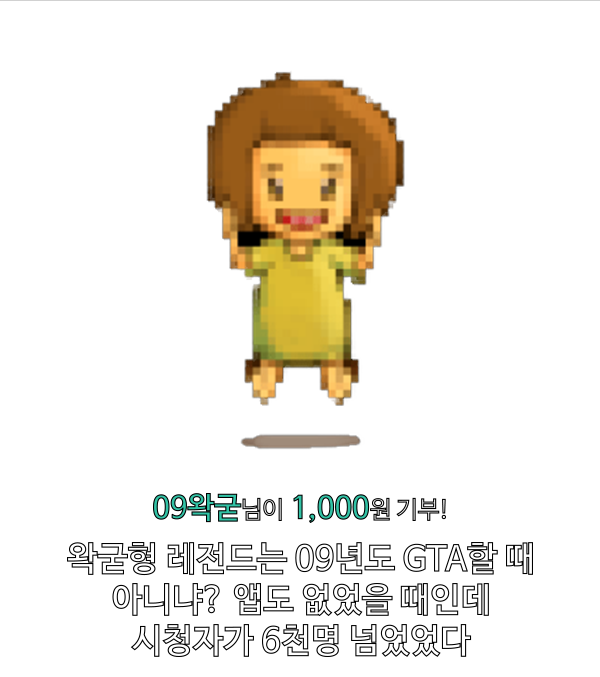 09왁굳님이 1,000원 기부!
왁굳형 레전드는 09년도 GTA할 때
아니냐? 앱도 없었을 때인데
시청자가 6천명 넘었었다